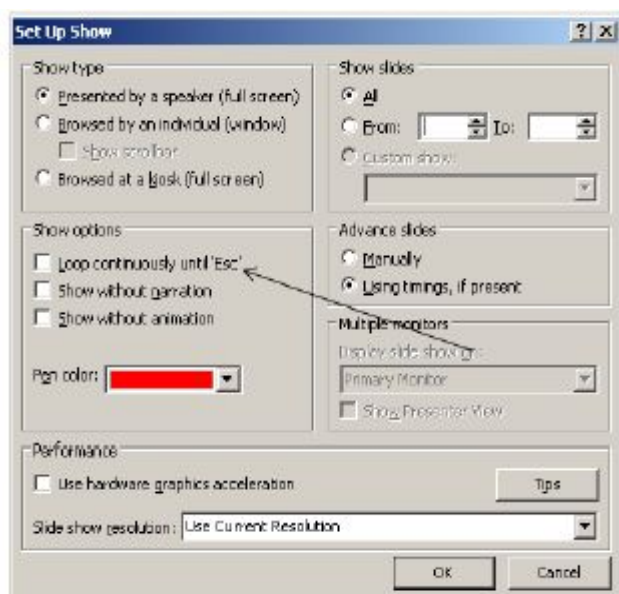 Set Up Show
Show type
Presented by a speaker (full screen)
Browsed by an individual (window)
Show scrollbar
Browsed at a kiosk (full screen)
Show slides
All
From:
To:
Custom show:
Show options
Loop continuously until 'Esc'
Show without narration
Show without animation
Pen color:
Advance slides
Manually
Using timings, if present
Multiple monitors
Display slide show on:
Primary Monitor
Show Presenter View
Performance
Use hardware graphics acceleration
Tips
Slide show resolution: Use Current Resolution
OK
Cancel